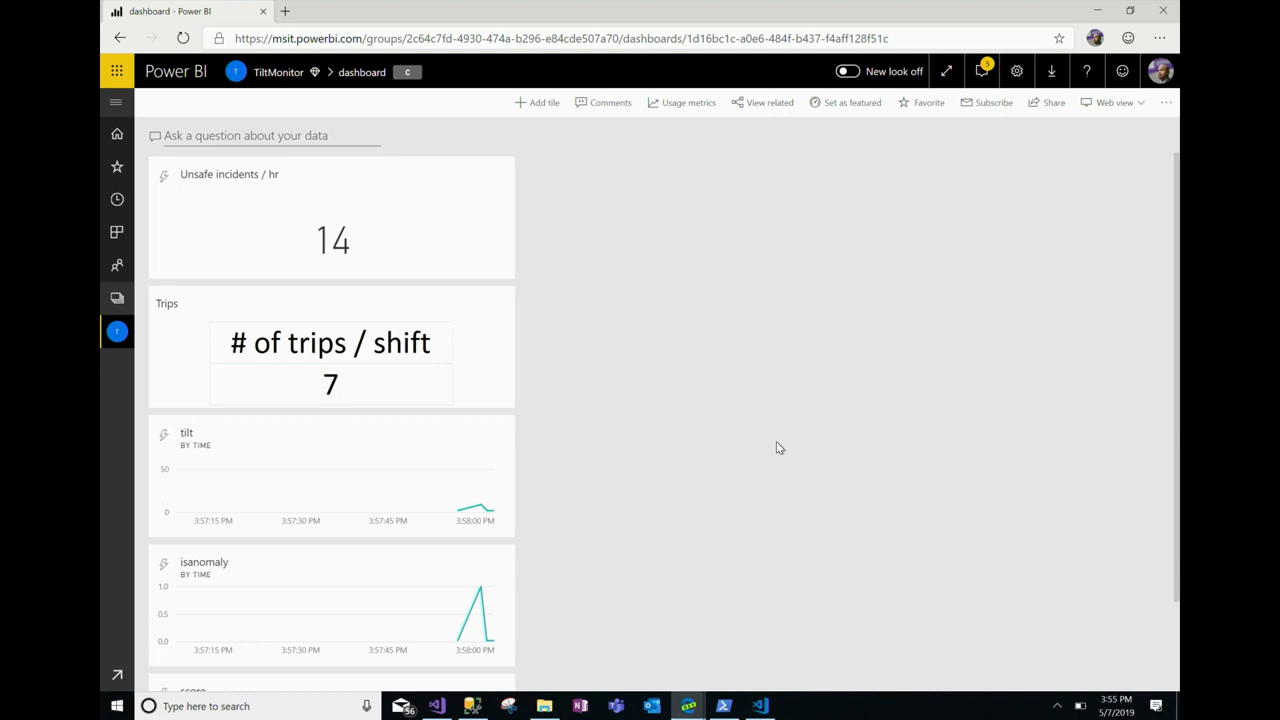 dashboard - Power BI
https://msit.powerbi.com/groups/2c64c7fd-4930-474a-b296-e84cde507a70/dashboards/1d16bc1c-a0e6-484f-b437-f4aff128f51c
Power BI T TiltMonitor dashboard C New look off 5
Add tile Comments Usage metrics View related Set as featured Favorite Subscribe Share Web view
Ask a question about your data
Unsafe incidents / hr
14
Trips
# of trips / shift
7
T
tilt
BY TIME
50
0
3:57:15 PM 3:57:30 PM 3:57:45 PM 3:58:00 PM
isanomaly
BY TIME
1.0
0.5
0.0
3:57:15 PM 3:57:30 PM 3:57:45 PM 3:58:00 PM
Type here to search
56
3:55 PM
5/7/2019